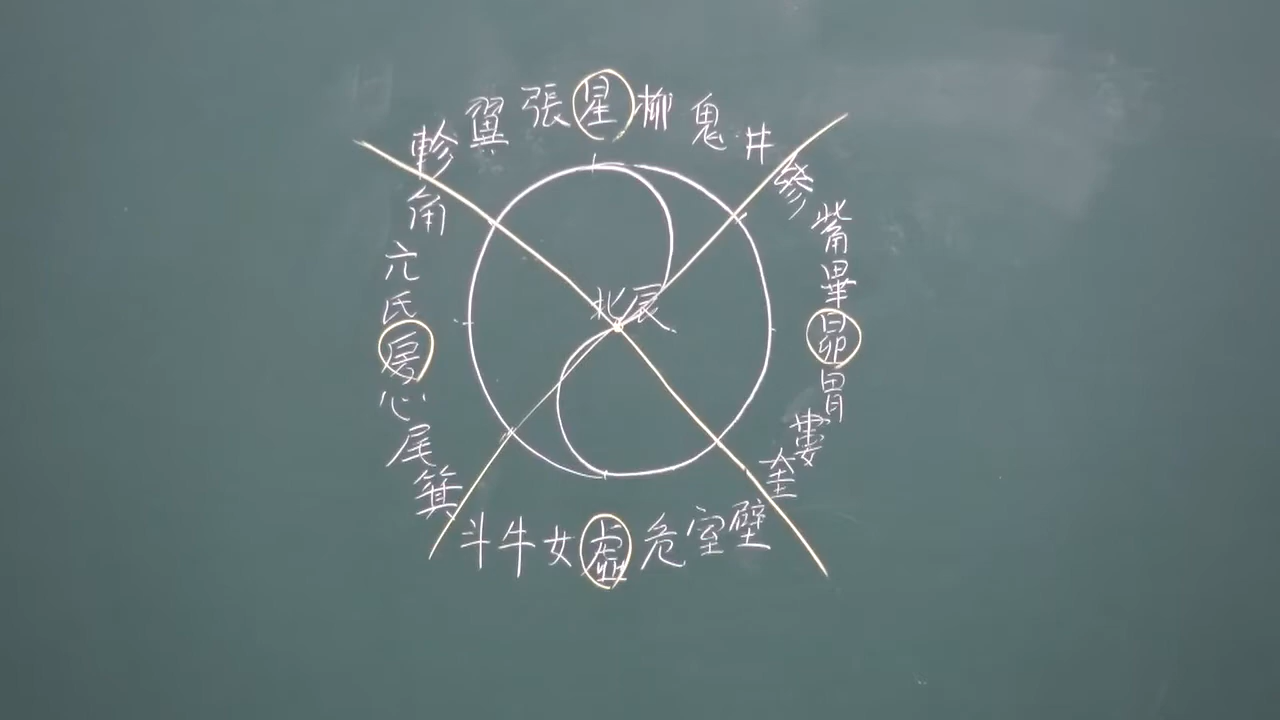 軫翼張星柳鬼井
參觜畢昴胃婁奎
角亢氐房心尾箕
斗牛女虛危室壁
北辰